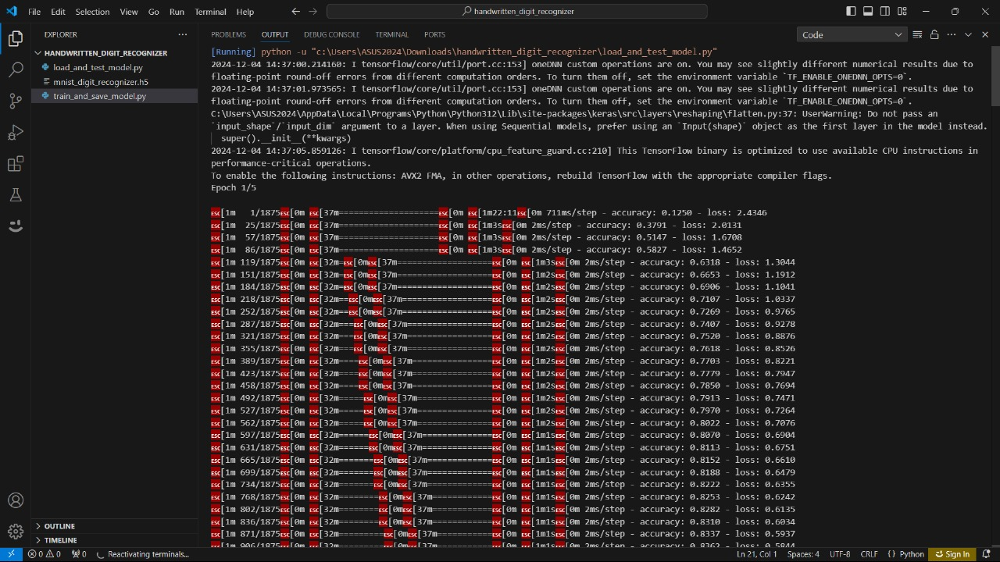 File Edit Selection View Go Run Terminal Help
handwritten_digit_recognizer
EXPLORER
HANDWRITTEN_DIGIT_RECOGNIZER
load_and_test_model.py
mnist_digit_recognizer.h5
train_and_save_model.py
OUTLINE
TIMELINE
PROBLEMS OUTPUT DEBUG CONSOLE TERMINAL PORTS
Code
[Running] python -u "c:\Users\ASUS2024\Downloads\handwritten_digit_recognizer\load_and_test_model.py"
2024-12-04 14:37:00.214160: I tensorflow/core/util/port.cc:153] oneDNN custom operations are on. You may see slightly different numerical results due to
floating-point round-off errors from different computation orders. To turn them off, set the environment variable `TF_ENABLE_ONEDNN_OPTS=0`.
2024-12-04 14:37:01.973565: I tensorflow/core/util/port.cc:153] oneDNN custom operations are on. You may see slightly different numerical results due to
floating-point round-off errors from different computation orders. To turn them off, set the environment variable `TF_ENABLE_ONEDNN_OPTS=0`.
C:\Users\ASUS2024\AppData\Local\Programs\Python\Python312\Lib\site-packages\keras\src\layers\reshaping\flatten.py:37: UserWarning: Do not pass an
`input_shape`/`input_dim` argument to a layer. When using Sequential models, prefer using an `Input(shape)` object as the first layer in the model instead.
super().__init__(**kwargs)
2024-12-04 14:37:05.859126: I tensorflow/core/platform/cpu_feature_guard.cc:210] This TensorFlow binary is optimized to use available CPU instructions in
performance-critical operations.
To enable the following instructions: AVX2 FMA, in other operations, rebuild TensorFlow with the appropriate compiler flags.
Epoch 1/5
ESC[1m   1/1875ESC[0m ESC[37m====================ESC[0m ESC[1m22:11ESC[0m 711ms/step - accuracy: 0.1250 - loss: 2.4346
ESC[1m  25/1875ESC[0m ESC[37m====================ESC[0m ESC[1m3sESC[0m 2ms/step - accuracy: 0.3791 - loss: 2.0131
ESC[1m  57/1875ESC[0m ESC[37m====================ESC[0m ESC[1m3sESC[0m 2ms/step - accuracy: 0.5147 - loss: 1.6708
ESC[1m  86/1875ESC[0m ESC[37m====================ESC[0m ESC[1m3sESC[0m 2ms/step - accuracy: 0.5827 - loss: 1.4652
ESC[1m 119/1875ESC[0m ESC[32m=ESC[0mESC[37m===================ESC[0m ESC[1m3sESC[0m 2ms/step - accuracy: 0.6318 - loss: 1.3044
ESC[1m 151/1875ESC[0m ESC[32m=ESC[0mESC[37m===================ESC[0m ESC[1m2sESC[0m 2ms/step - accuracy: 0.6653 - loss: 1.1912
ESC[1m 184/1875ESC[0m ESC[32m=ESC[0mESC[37m===================ESC[0m ESC[1m2sESC[0m 2ms/step - accuracy: 0.6906 - loss: 1.1041
ESC[1m 218/1875ESC[0m ESC[32m==ESC[0mESC[37m==================ESC[0m ESC[1m2sESC[0m 2ms/step - accuracy: 0.7107 - loss: 1.0337
ESC[1m 252/1875ESC[0m ESC[32m==ESC[0mESC[37m==================ESC[0m ESC[1m2sESC[0m 2ms/step - accuracy: 0.7269 - loss: 0.9765
ESC[1m 287/1875ESC[0m ESC[32m===ESC[0mESC[37m=================ESC[0m ESC[1m2sESC[0m 2ms/step - accuracy: 0.7407 - loss: 0.9278
ESC[1m 321/1875ESC[0m ESC[32m===ESC[0mESC[37m=================ESC[0m ESC[1m2sESC[0m 2ms/step - accuracy: 0.7520 - loss: 0.8876
ESC[1m 355/1875ESC[0m ESC[32m===ESC[0mESC[37m=================ESC[0m ESC[1m2sESC[0m 2ms/step - accuracy: 0.7618 - loss: 0.8526
ESC[1m 389/1875ESC[0m ESC[32m====ESC[0mESC[37m================ESC[0m ESC[1m2sESC[0m 2ms/step - accuracy: 0.7703 - loss: 0.8221
ESC[1m 423/1875ESC[0m ESC[32m====ESC[0mESC[37m================ESC[0m ESC[1m2sESC[0m 2ms/step - accuracy: 0.7779 - loss: 0.7947
ESC[1m 458/1875ESC[0m ESC[32m====ESC[0mESC[37m================ESC[0m ESC[1m2sESC[0m 2ms/step - accuracy: 0.7850 - loss: 0.7694
ESC[1m 492/1875ESC[0m ESC[32m=====ESC[0mESC[37m===============ESC[0m ESC[1m2sESC[0m 2ms/step - accuracy: 0.7913 - loss: 0.7471
ESC[1m 527/1875ESC[0m ESC[32m=====ESC[0mESC[37m===============ESC[0m ESC[1m2sESC[0m 2ms/step - accuracy: 0.7970 - loss: 0.7264
ESC[1m 562/1875ESC[0m ESC[32m=====ESC[0mESC[37m===============ESC[0m ESC[1m2sESC[0m 2ms/step - accuracy: 0.8022 - loss: 0.7076
ESC[1m 597/1875ESC[0m ESC[32m======ESC[0mESC[37m==============ESC[0m ESC[1m1sESC[0m 2ms/step - accuracy: 0.8070 - loss: 0.6904
ESC[1m 631/1875ESC[0m ESC[32m======ESC[0mESC[37m==============ESC[0m ESC[1m1sESC[0m 2ms/step - accuracy: 0.8113 - loss: 0.6751
ESC[1m 665/1875ESC[0m ESC[32m=======ESC[0mESC[37m=============ESC[0m ESC[1m1sESC[0m 2ms/step - accuracy: 0.8152 - loss: 0.6610
ESC[1m 699/1875ESC[0m ESC[32m=======ESC[0mESC[37m=============ESC[0m ESC[1m1sESC[0m 2ms/step - accuracy: 0.8188 - loss: 0.6479
ESC[1m 734/1875ESC[0m ESC[32m=======ESC[0mESC[37m=============ESC[0m ESC[1m1sESC[0m 2ms/step - accuracy: 0.8222 - loss: 0.6355
ESC[1m 768/1875ESC[0m ESC[32m========ESC[0mESC[37m============ESC[0m ESC[1m1sESC[0m 2ms/step - accuracy: 0.8253 - loss: 0.6242
ESC[1m 802/1875ESC[0m ESC[32m========ESC[0mESC[37m============ESC[0m ESC[1m1sESC[0m 2ms/step - accuracy: 0.8282 - loss: 0.6135
ESC[1m 836/1875ESC[0m ESC[32m========ESC[0mESC[37m============ESC[0m ESC[1m1sESC[0m 2ms/step - accuracy: 0.8310 - loss: 0.6034
ESC[1m 871/1875ESC[0m ESC[32m=========ESC[0mESC[37m===========ESC[0m ESC[1m1sESC[0m 2ms/step - accuracy: 0.8337 - loss: 0.5937
ESC[1m 906/1875ESC[0m ESC[32m=========ESC[0mESC[37m===========ESC[0m ESC[1m1sESC[0m 2ms/step - accuracy: 0.8362 - loss: 0.5844
0 0 0 Reactivating terminals... Ln 21, Col 1 Spaces: 4 UTF-8 CRLF {} Python Sign In